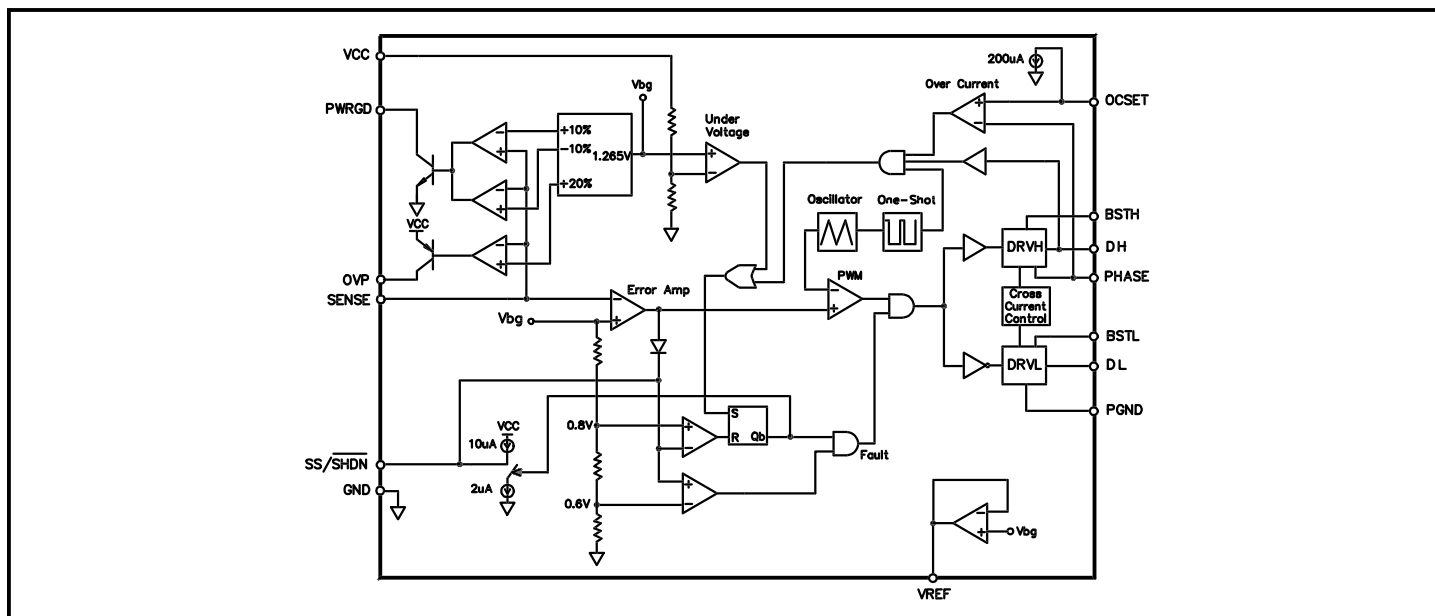 VCC
200uA
Vbg
Over Current
OCSET
PWRGD
+
−
−
+
+10%
−10%
+20%
1.265V
Under
Voltage
+
−
−
+
Oscillator
One-Shot
BSTH
VCC
−
+
DRVH
DH
OVP
PWM
PHASE
SENSE
−
+
Error Amp
−
+
Cross
Current
Control
Vbg
BSTL
DRVL
DL
S
R
Qb
PGND
0.8V
+
−
VCC
10uA
Fault
SS/SHDN
2uA
+
−
GND
0.6V
−
+
Vbg
VREF